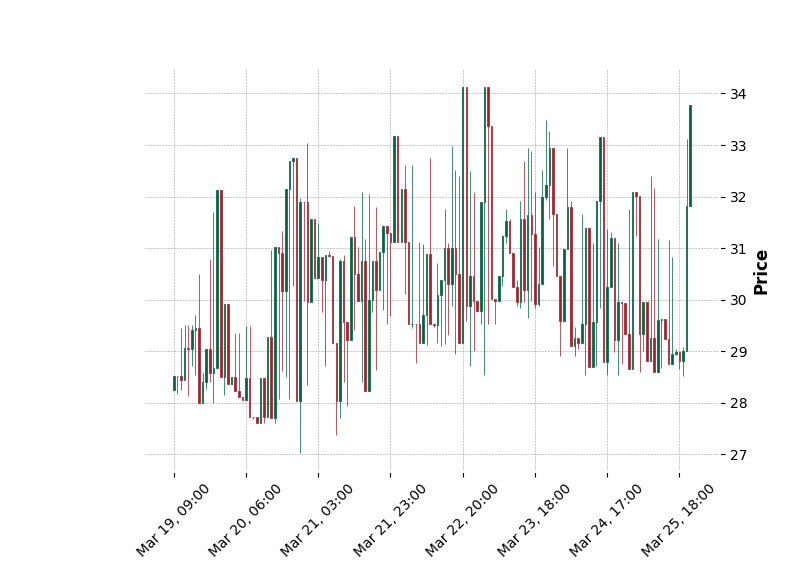 34
33
32
31
30
29
28
27
Price
Mar 19, 09:00
Mar 20, 06:00
Mar 21, 03:00
Mar 21, 23:00
Mar 22, 20:00
Mar 23, 18:00
Mar 24, 17:00
Mar 25, 18:00